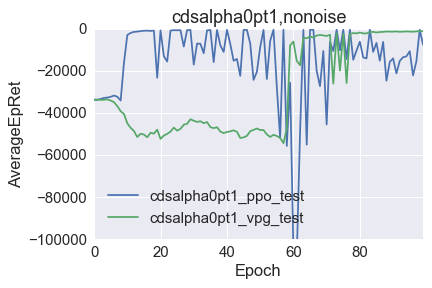 cdsalpha0pt1,nonoise
AverageEpRet
0
−20000
−40000
−60000
−80000
−100000
cdsalpha0pt1_ppo_test
cdsalpha0pt1_vpg_test
0 20 40 60 80
Epoch